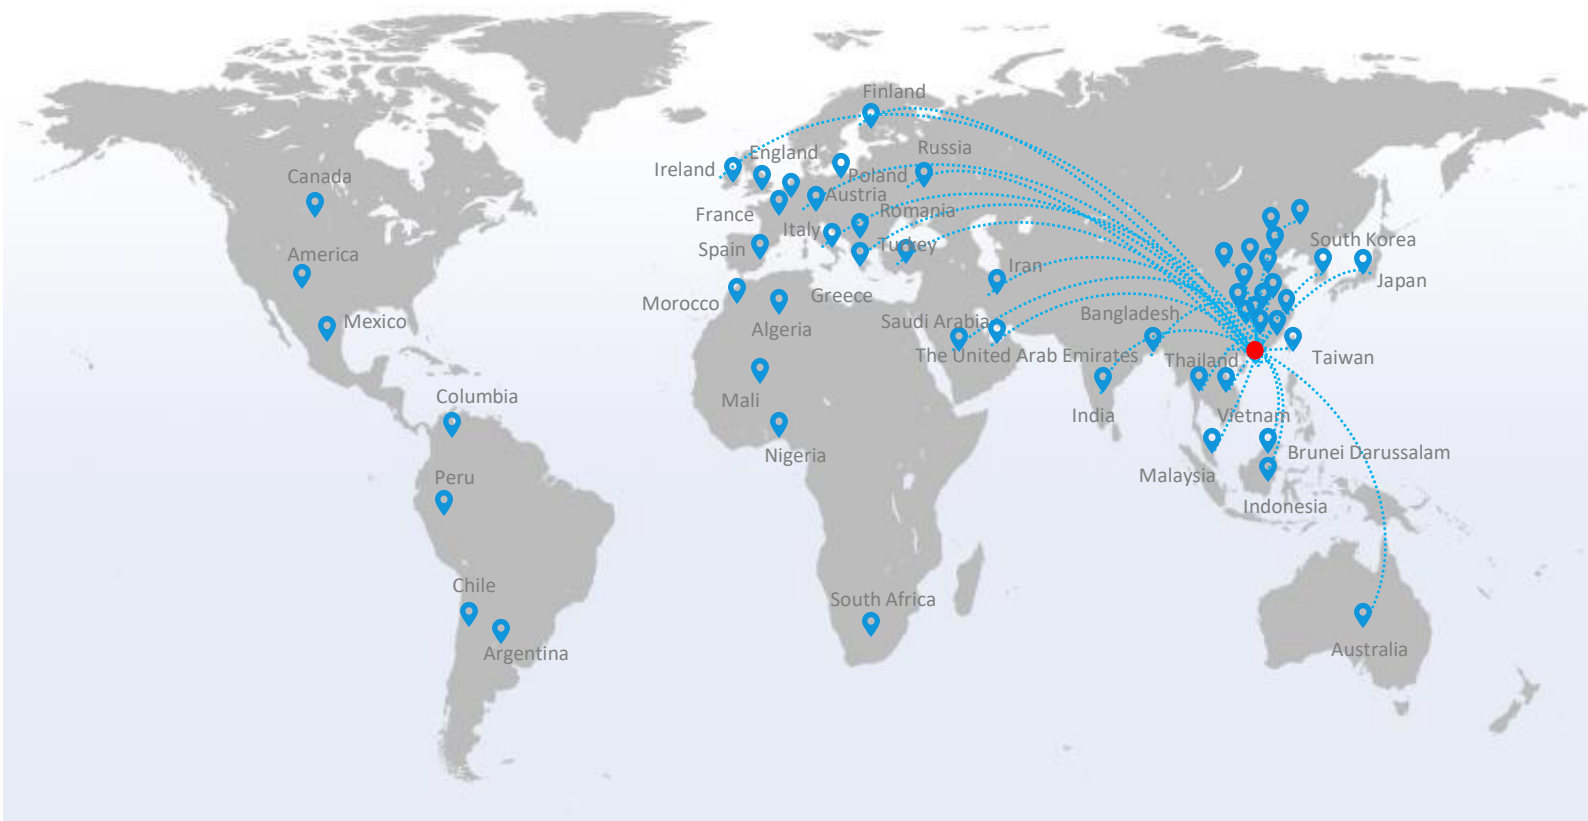 Finland
England
Russia
Ireland
Poland
Canada
Austria
France
Romania
Italy
South Korea
Spain
Turkey
America
Iran
Japan
Greece
Morocco
Bangladesh
Mexico
Saudi Arabia
Algeria
The United Arab Emirates
Thailand
Taiwan
Columbia
Mali
India
Vietnam
Nigeria
Brunei Darussalam
Peru
Malaysia
Indonesia
Chile
South Africa
Australia
Argentina